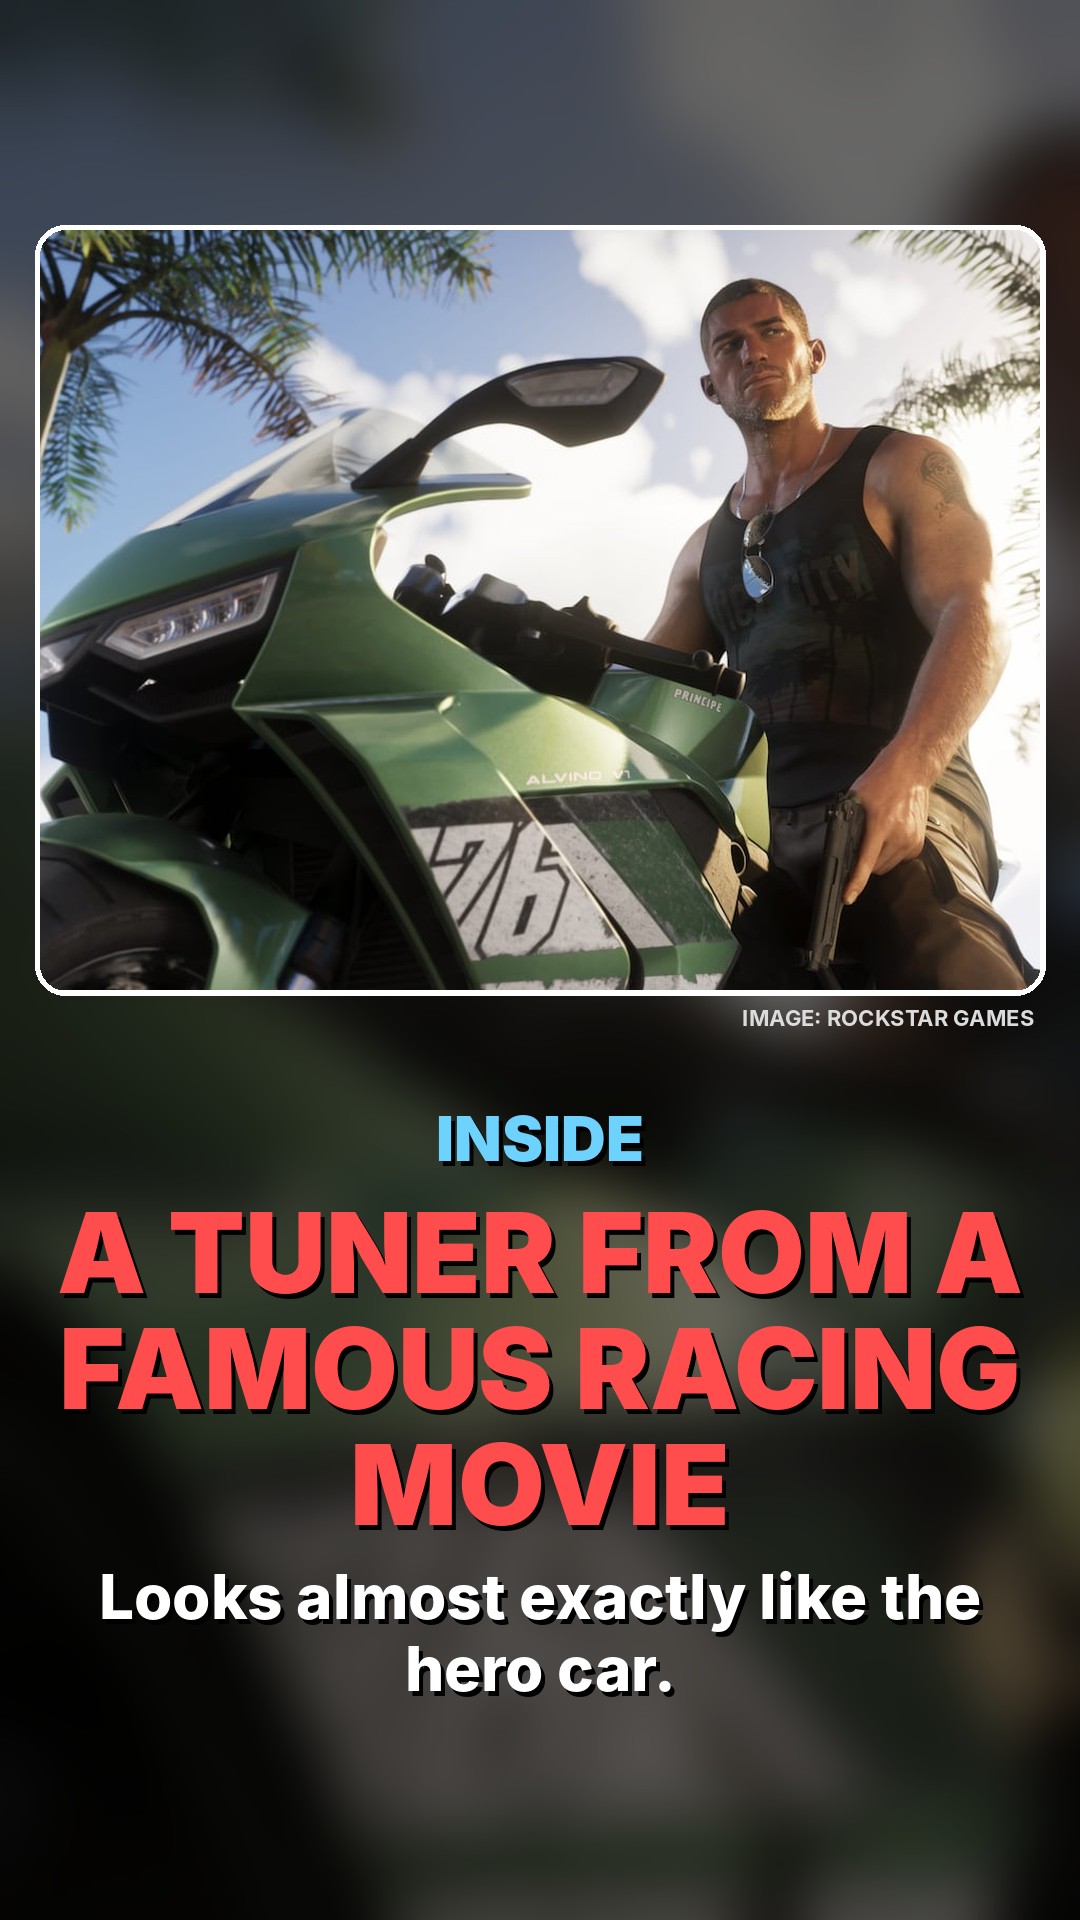 PRINCIPE
ALVINO V1
76
IMAGE: ROCKSTAR GAMES
INSIDE
A TUNER FROM A
FAMOUS RACING
MOVIE
Looks almost exactly like the
hero car.